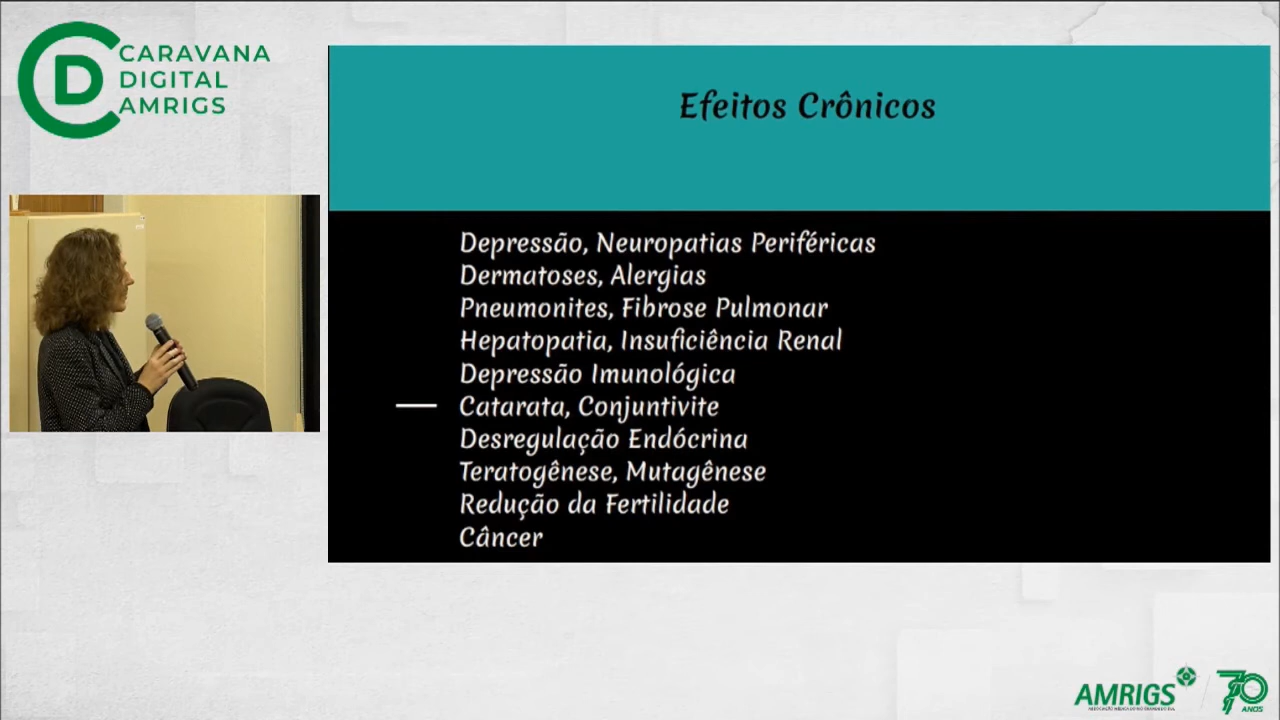 CARAVANA
DIGITAL
AMRIGS
Efeitos Crônicos
Depressão, Neuropatias Periféricas
Dermatoses, Alergias
Pneumonites, Fibrose Pulmonar
Hepatopatia, Insuficiência Renal
Depressão Imunológica
Catarata, Conjuntivite
Desregulação Endócrina
Teratogênese, Mutagênese
Redução da Fertilidade
Câncer
AMRIGS
70
ANOS